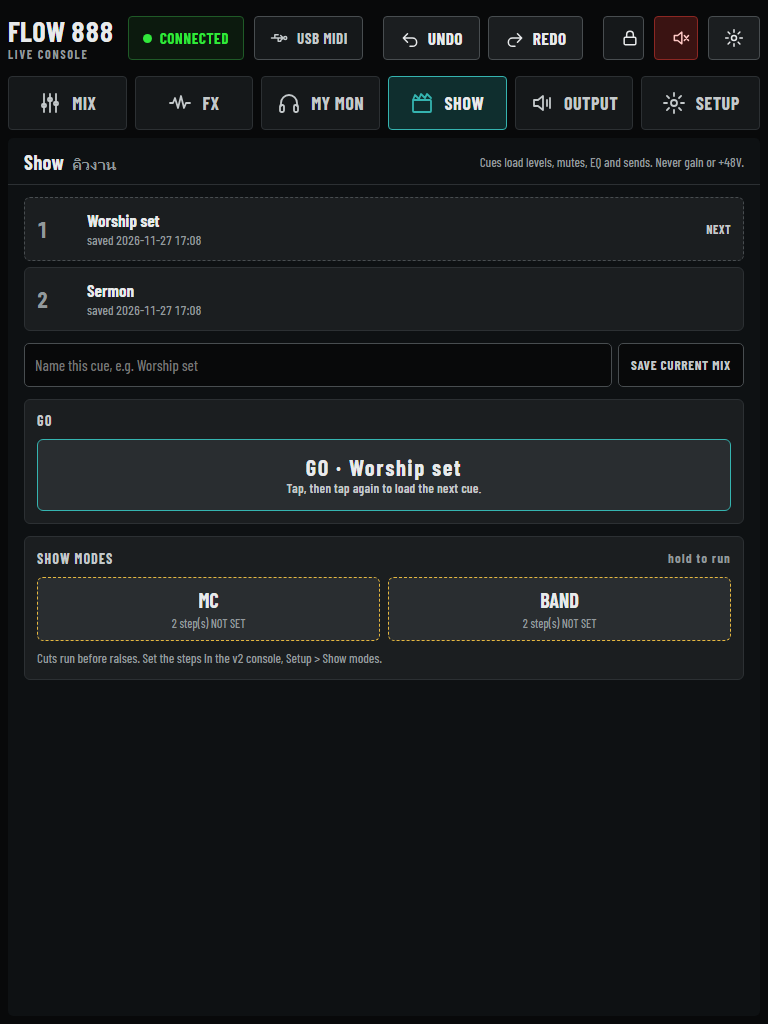 FLOW 888
LIVE CONSOLE
CONNECTED
USB MIDI
UNDO
REDO
MIX
FX
MY MON
SHOW
OUTPUT
SETUP
Show คิวงาน
Cues load levels, mutes, EQ and sends. Never gain or +48V.
1
Worship set
saved 2026-11-27 17:08
NEXT
2
Sermon
saved 2026-11-27 17:08
Name this cue, e.g. Worship set
SAVE CURRENT MIX
GO
GO · Worship set
Tap, then tap again to load the next cue.
SHOW MODES
hold to run
MC
2 step(s) NOT SET
BAND
2 step(s) NOT SET
Cuts run before raises. Set the steps in the v2 console, Setup > Show modes.